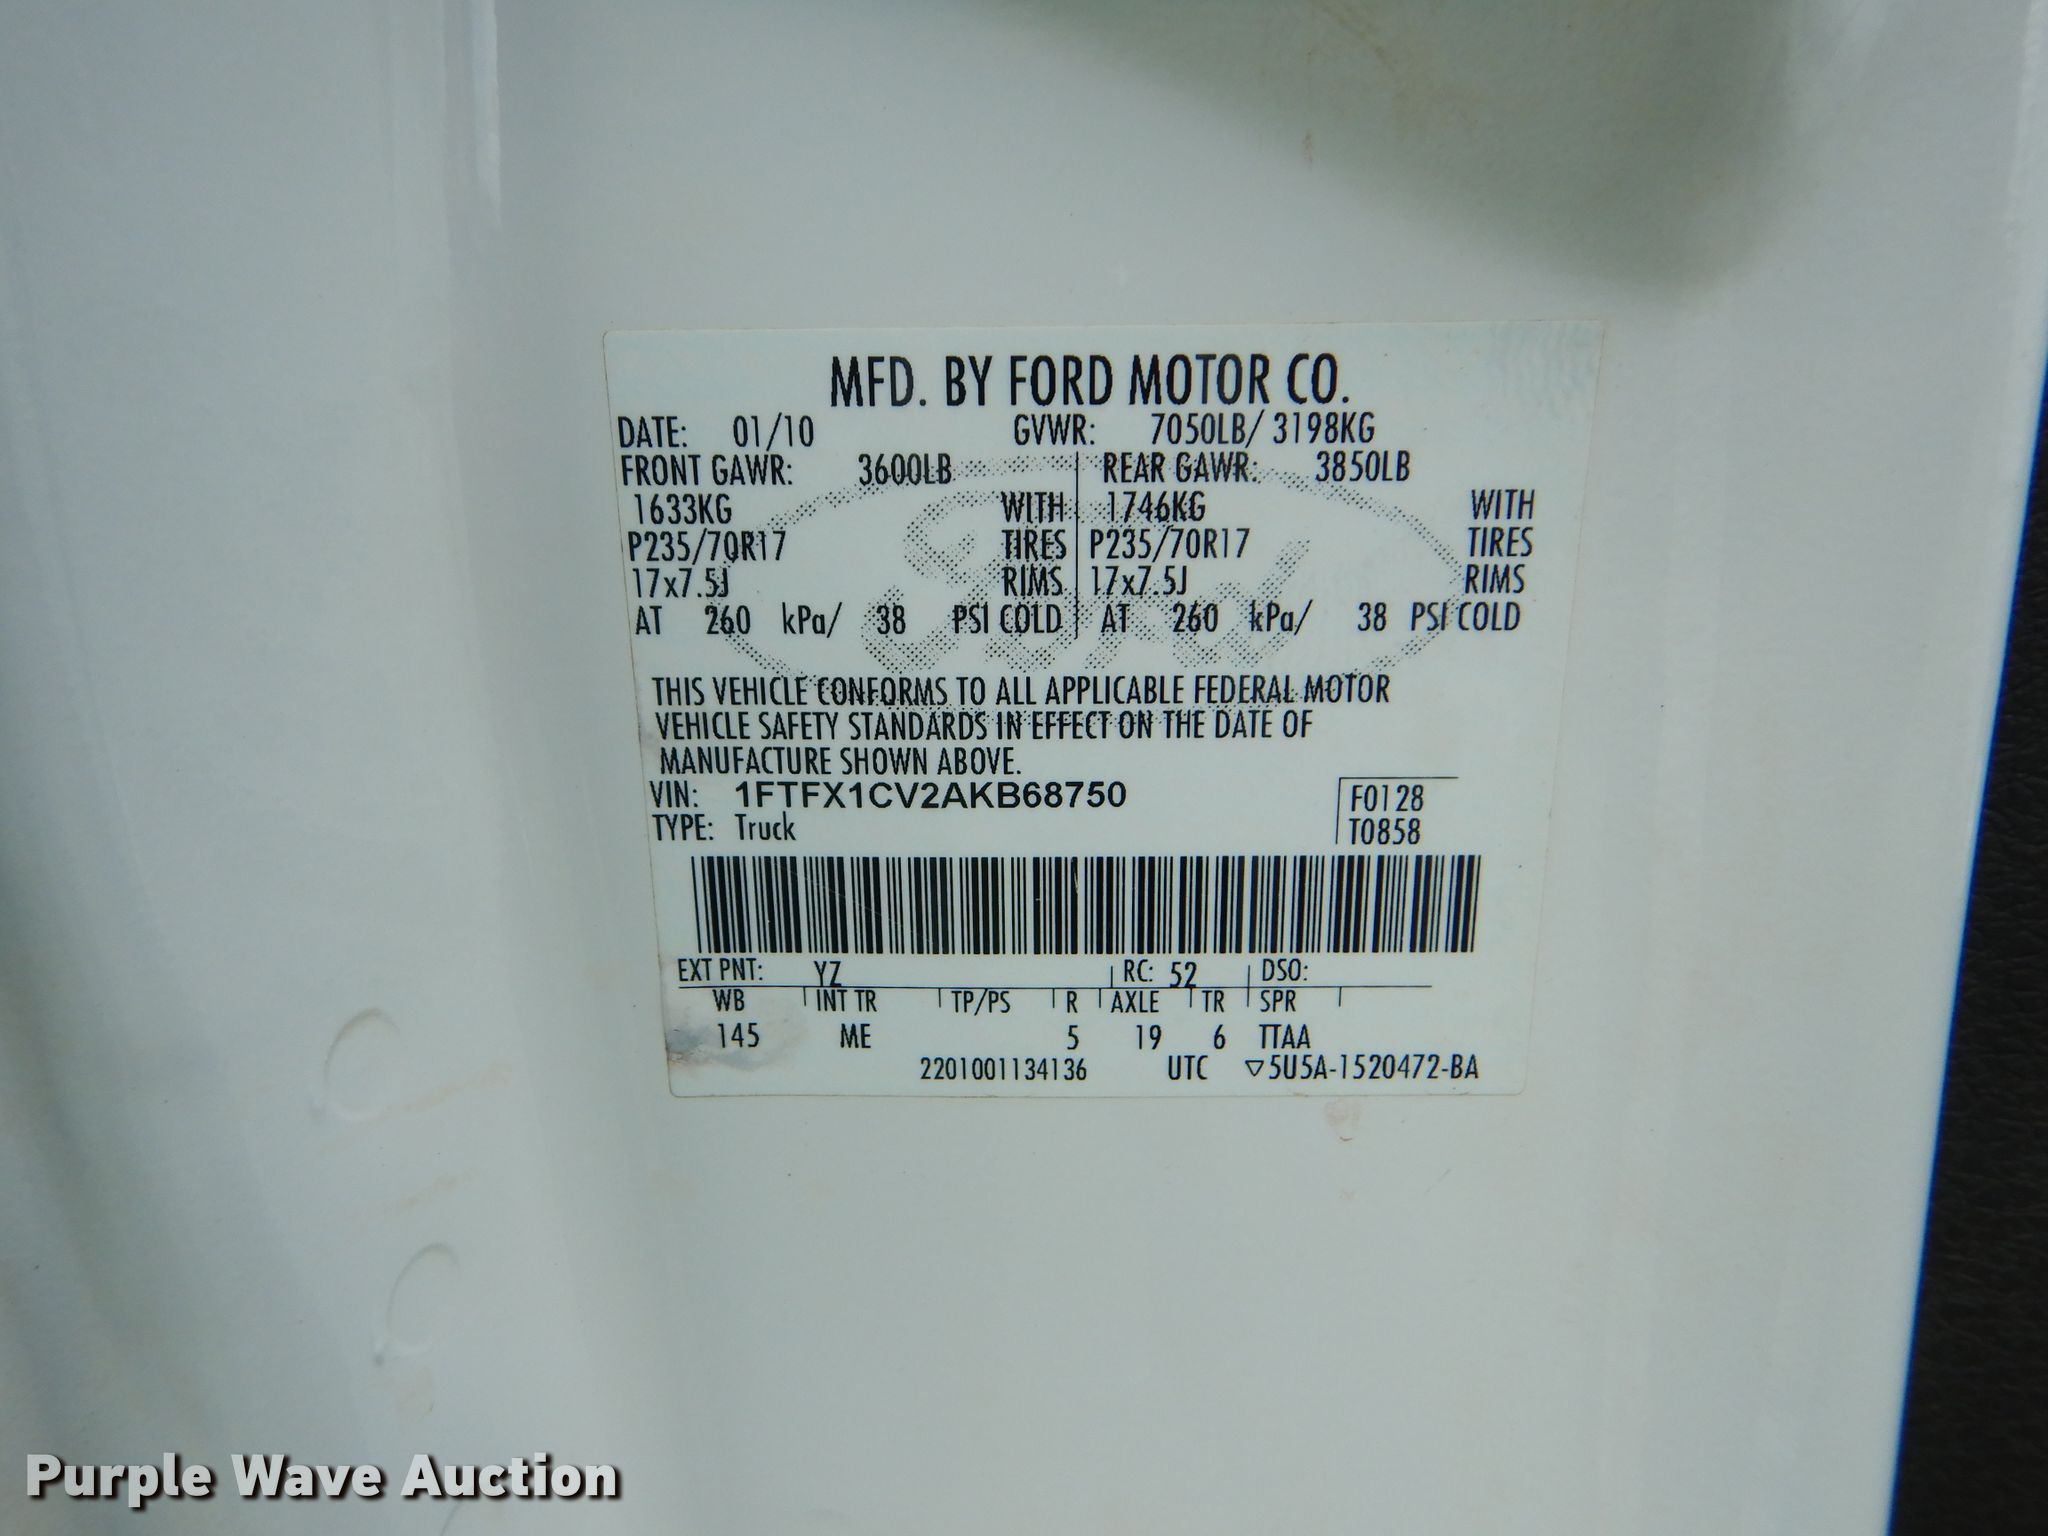 MFD. BY FORD MOTOR CO.
DATE: 01/10 GVWR: 7050LB/ 3198KG
FRONT GAWR: 3600LB REAR GAWR: 3850LB
1633KG WITH 1746KG WITH
P235/70R17 TIRES P235/70R17 TIRES
17x7.5J RIMS 17x7.5J RIMS
AT 260 kPa/ 38 PSI COLD AT 260 kPa/ 38 PSI COLD
Ford
THIS VEHICLE CONFORMS TO ALL APPLICABLE FEDERAL MOTOR
VEHICLE SAFETY STANDARDS IN EFFECT ON THE DATE OF
MANUFACTURE SHOWN ABOVE.
VIN: 1FTFX1CV2AKB68750 F0128
TYPE: Truck T0858
EXT PNT: YZ RC: 52 DSO:
WB INT TR TP/PS R AXLE TR SPR
145 ME 5 19 6 TTAA
2201001134136 UTC ▽5U5A-1520472-BA
Purple Wave Auction